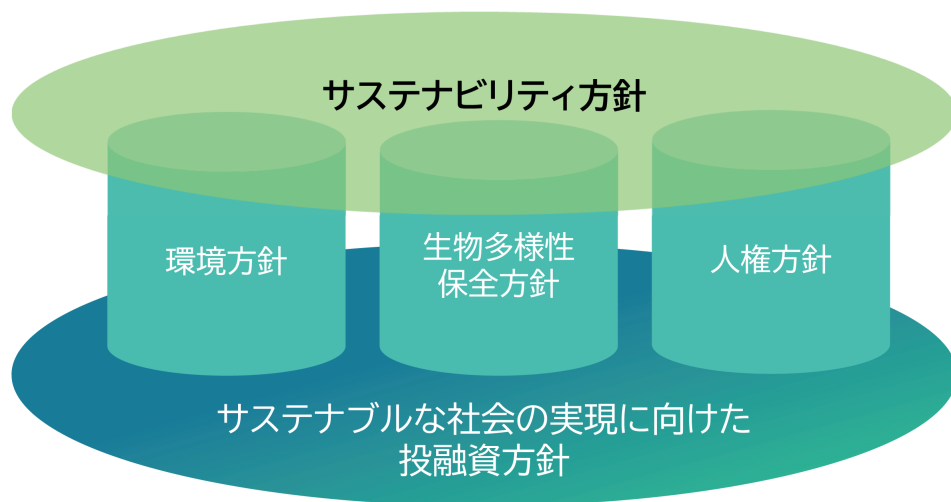 サステナビリティ方針
環境方針
生物多様性
保全方針
人権方針
サステナブルな社会の実現に向けた
投融資方針